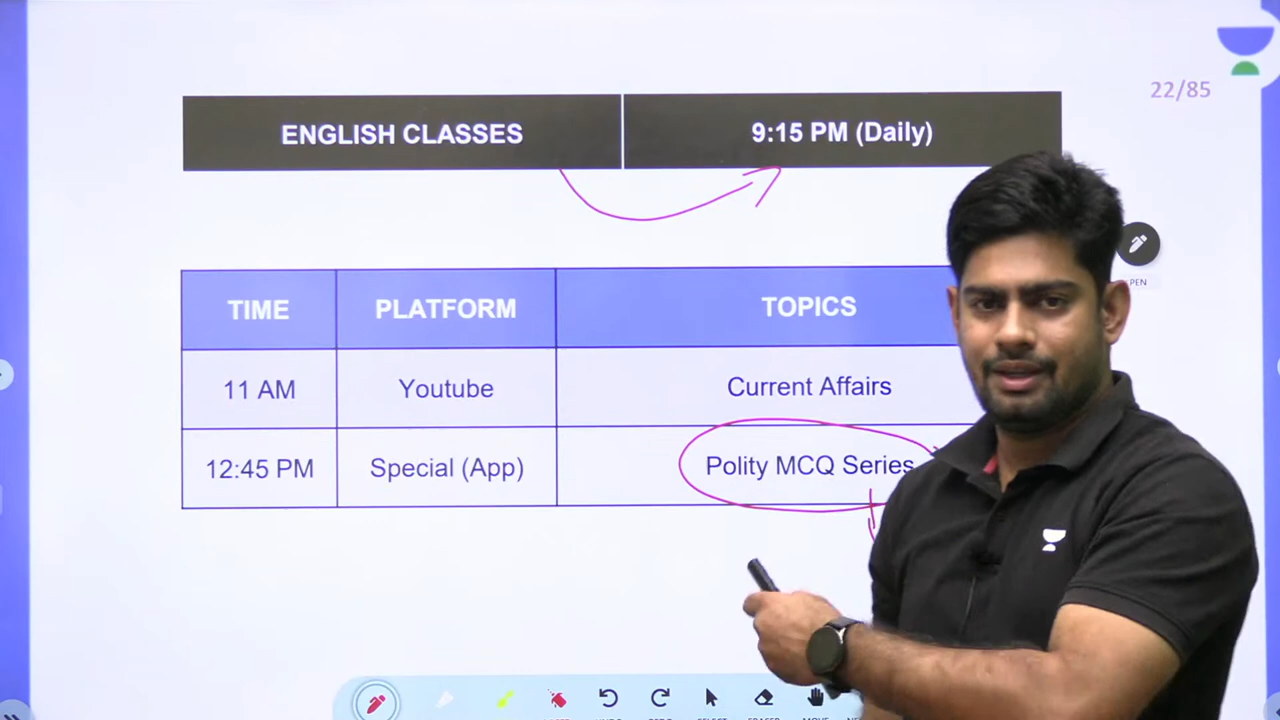 22/85
ENGLISH CLASSES 9:15 PM (Daily)
PEN
TIME PLATFORM TOPICS
11 AM Youtube Current Affairs
12:45 PM Special (App) Polity MCQ Series